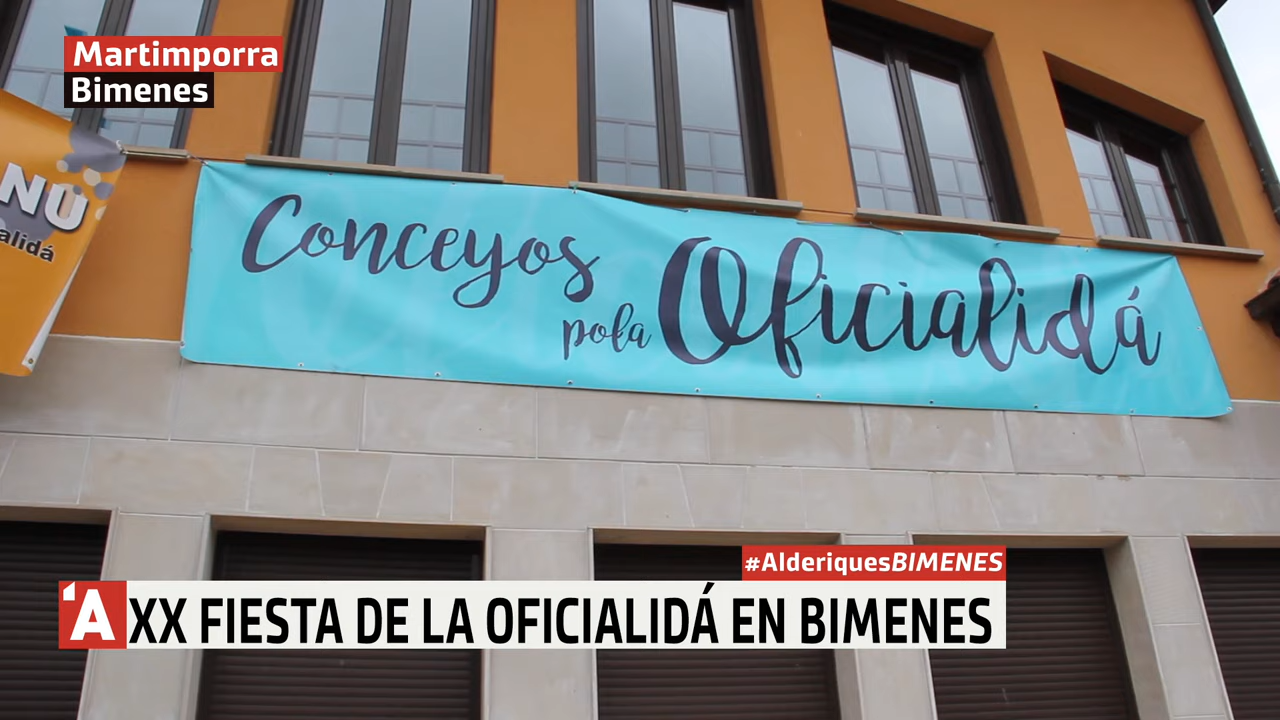 Martimporra
Bimenes
NU
alidá
Conceyos
pola Oficialidá
#AlderiquesBIMENES
'A XX FIESTA DE LA OFICIALIDÁ EN BIMENES